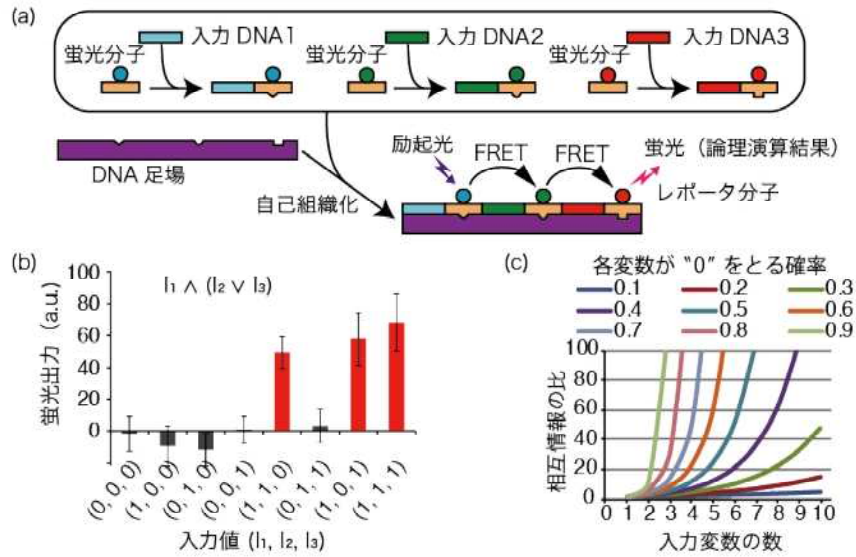 (a)
入力 DNA1
入力 DNA2
入力 DNA3
蛍光分子
蛍光分子
蛍光分子
DNA 足場
自己組織化
励起光
FRET
FRET
蛍光（論理演算結果）
レポータ分子
(b)
I₁ ∧ (I₂ ∨ I₃)
蛍光出力 (a.u.)
100
80
60
40
20
0
(0, 0, 0)
(1, 0, 0)
(0, 1, 0)
(0, 0, 1)
(1, 1, 0)
(0, 1, 1)
(1, 0, 1)
(1, 1, 1)
入力値 (I₁, I₂, I₃)
(c)
各変数が “0” をとる確率
0.1 0.2 0.3
0.4 0.5 0.6
0.7 0.8 0.9
相互情報の比
100
80
60
40
20
0
0 1 2 3 4 5 6 7 8 9 10
入力変数の数